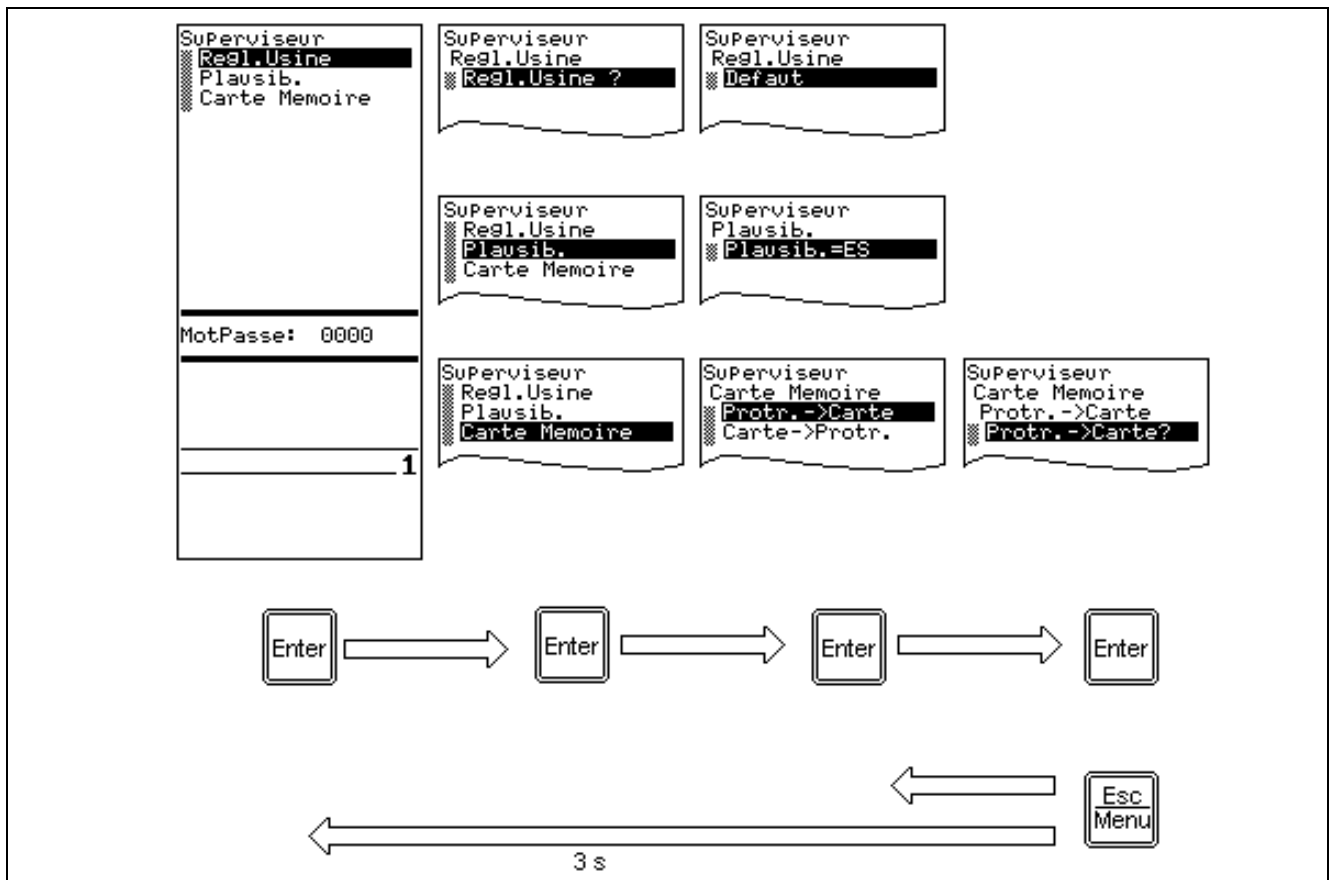 Superviseur
Regl.Usine
Plausib.
Carte Memoire
MotPasse: 0000
1
Superviseur
Regl.Usine
Regl.Usine ?
Superviseur
Regl.Usine
Defaut
Superviseur
Regl.Usine
Plausib.
Carte Memoire
Superviseur
Plausib.
Plausib.=ES
Superviseur
Regl.Usine
Plausib.
Carte Memoire
Superviseur
Carte Memoire
Protr.->Carte
Carte->Protr.
Superviseur
Carte Memoire
Protr.->Carte
Protr.->Carte?
Enter
Enter
Enter
Enter
Esc
Menu
3 s